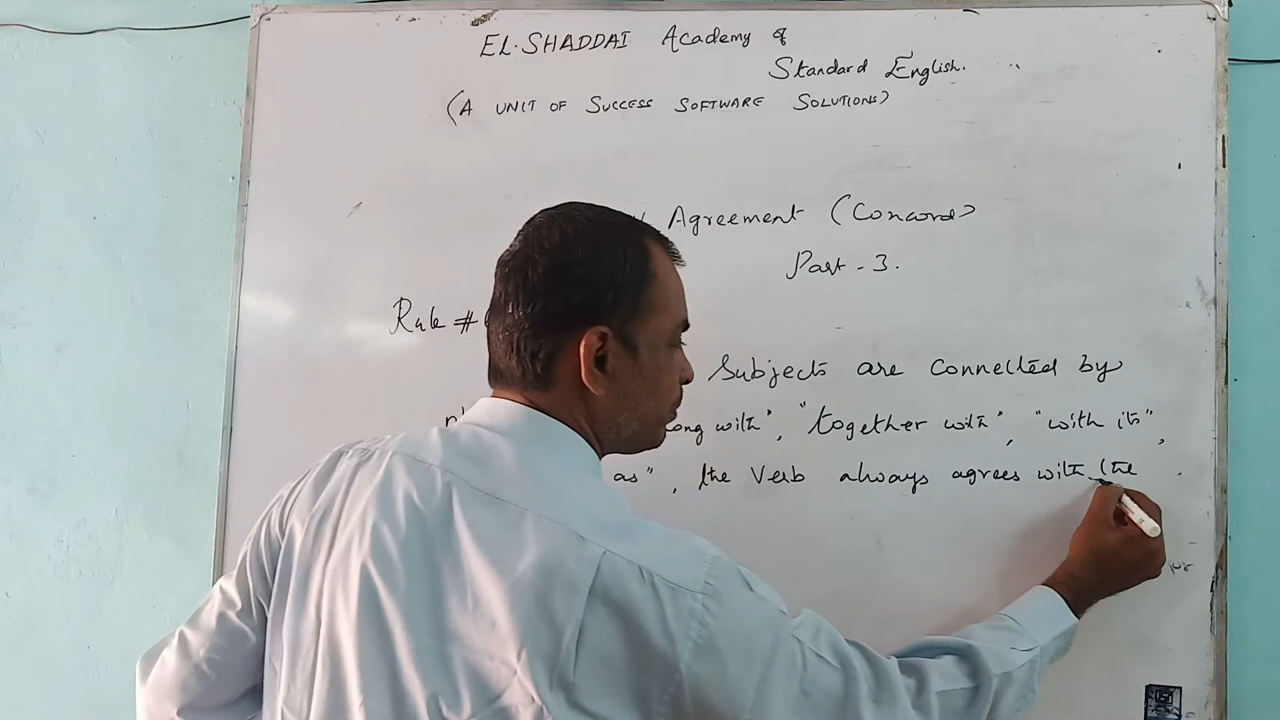 EL.SHADDAI Academy of
Standard English.
(A UNIT OF SUCCESS SOFTWARE SOLUTIONS)
Agreement (Concord)
Part - 3.
Rule #
Subjects are connected by
with", "together with", "with its",
as", the Verb always agrees with the